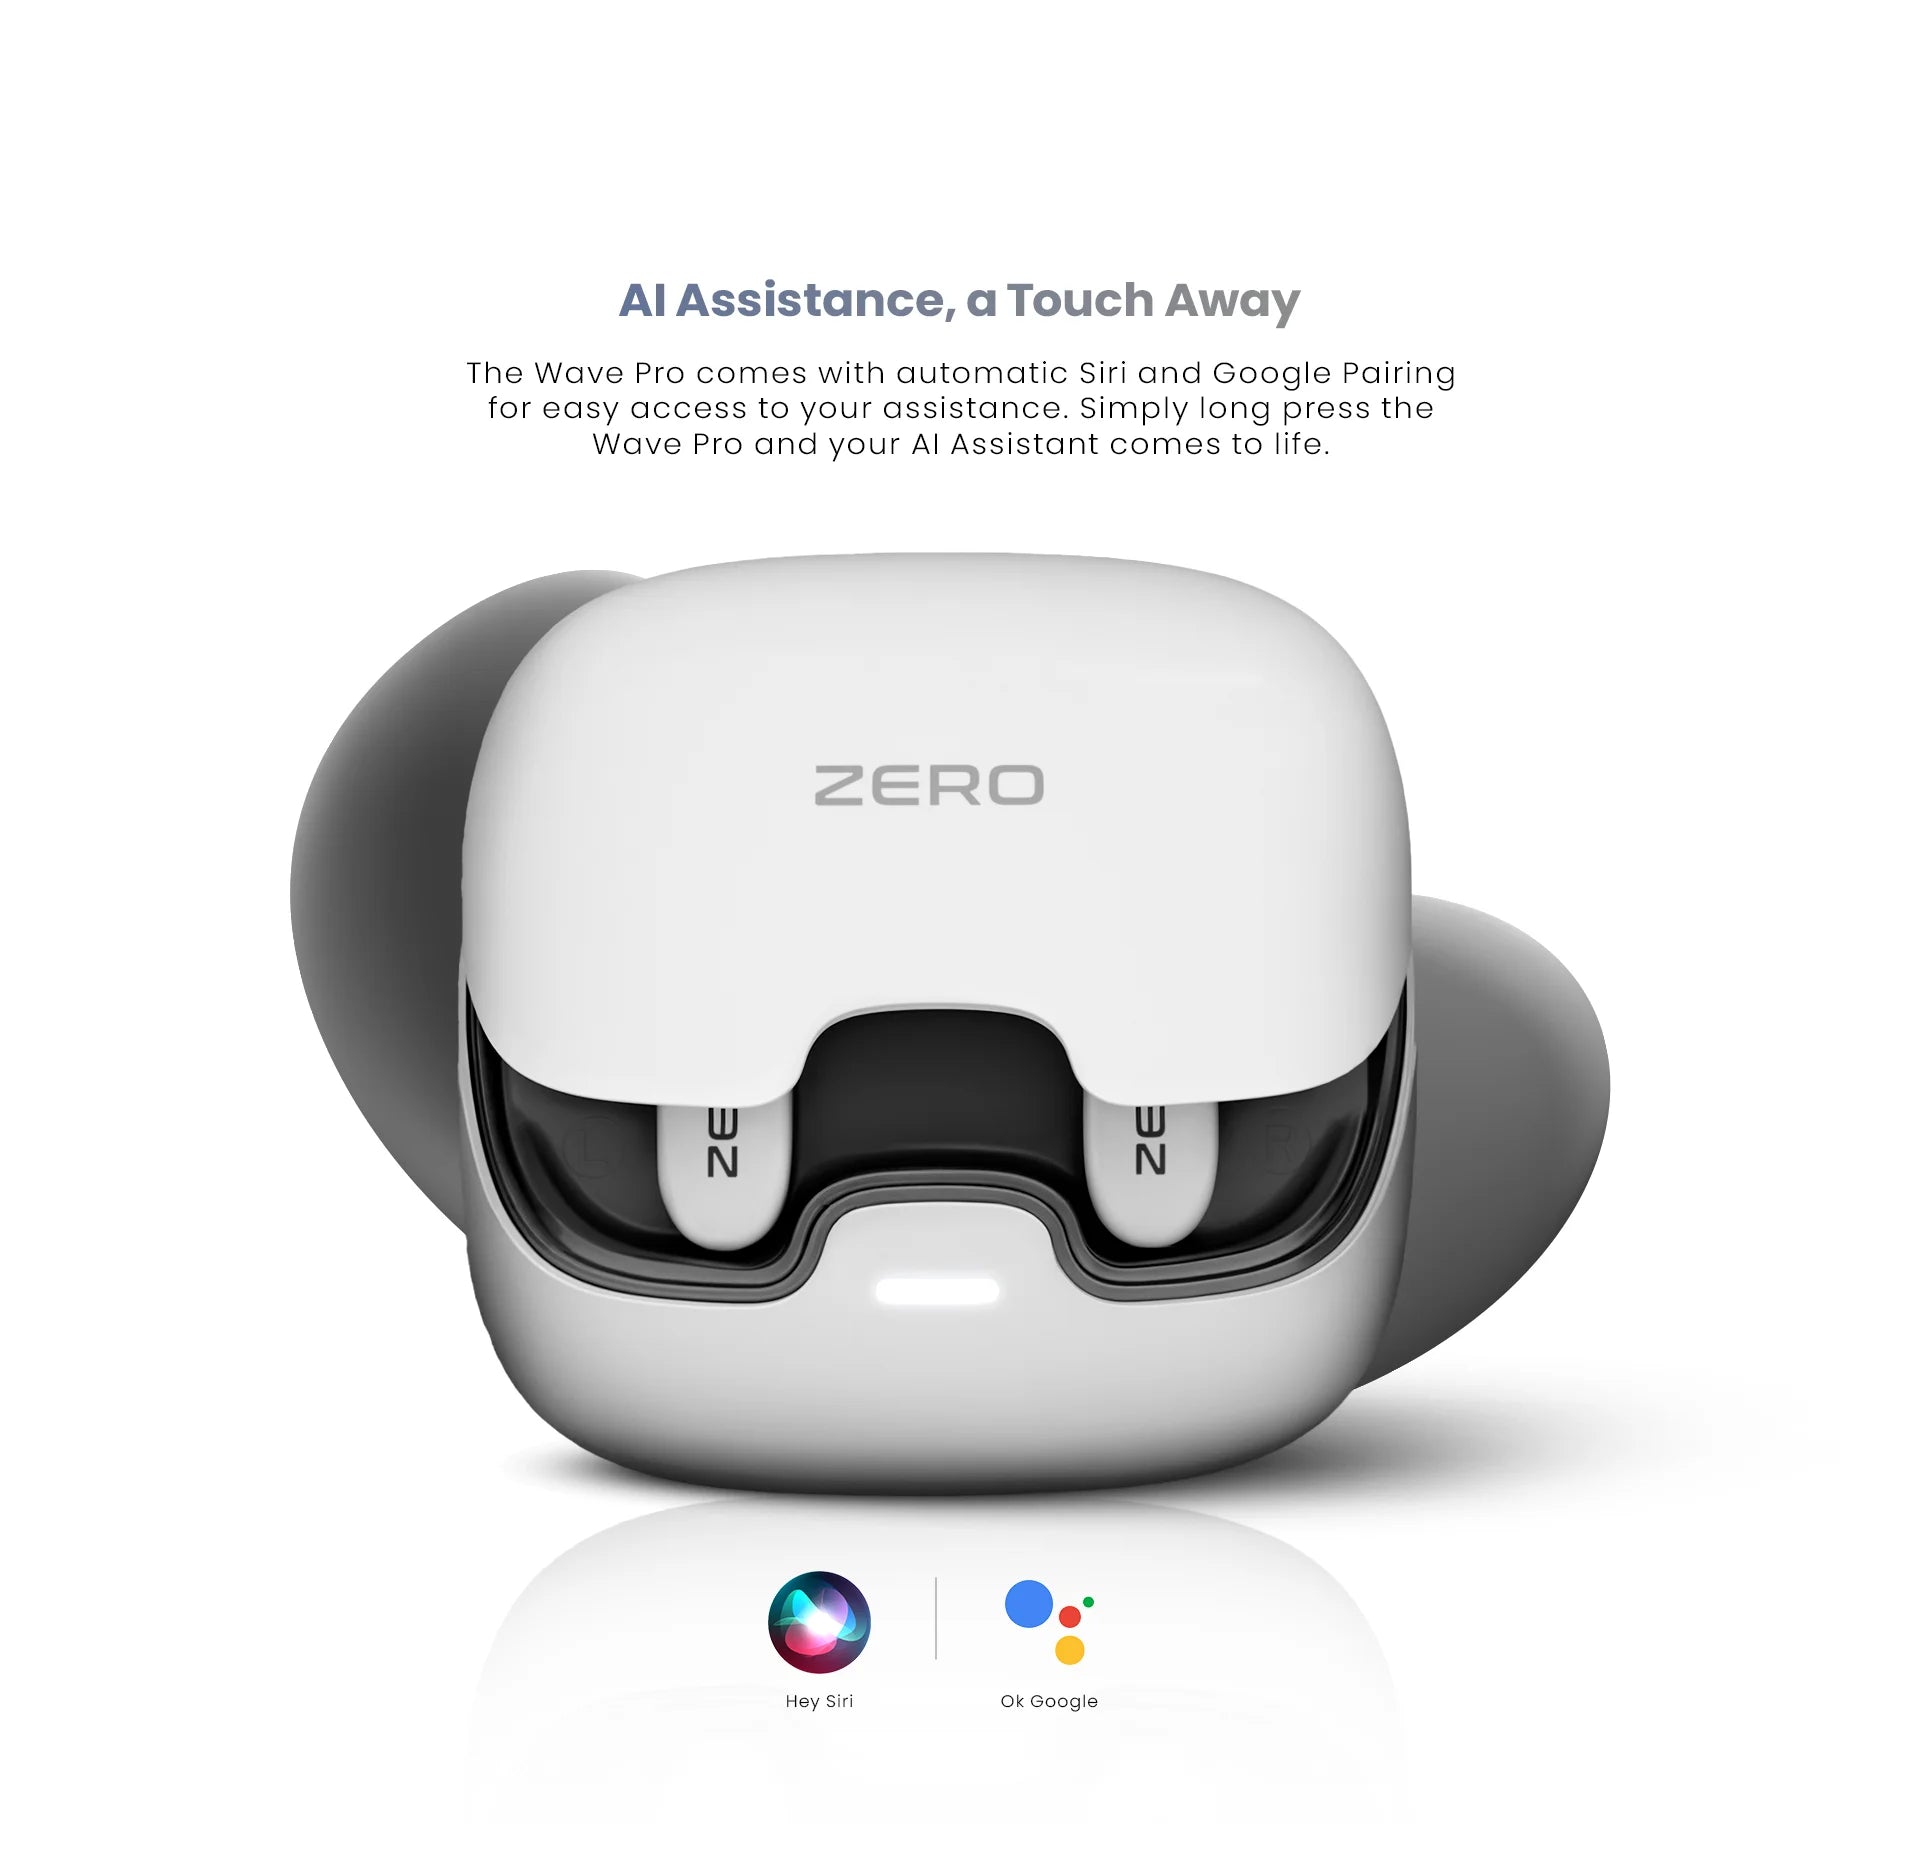 AI Assistance, a Touch Away
The Wave Pro comes with automatic Siri and Google Pairing
for easy access to your assistance. Simply long press the
Wave Pro and your AI Assistant comes to life.
ZERO
ZE
ZE
L
R
Hey Siri
Ok Google